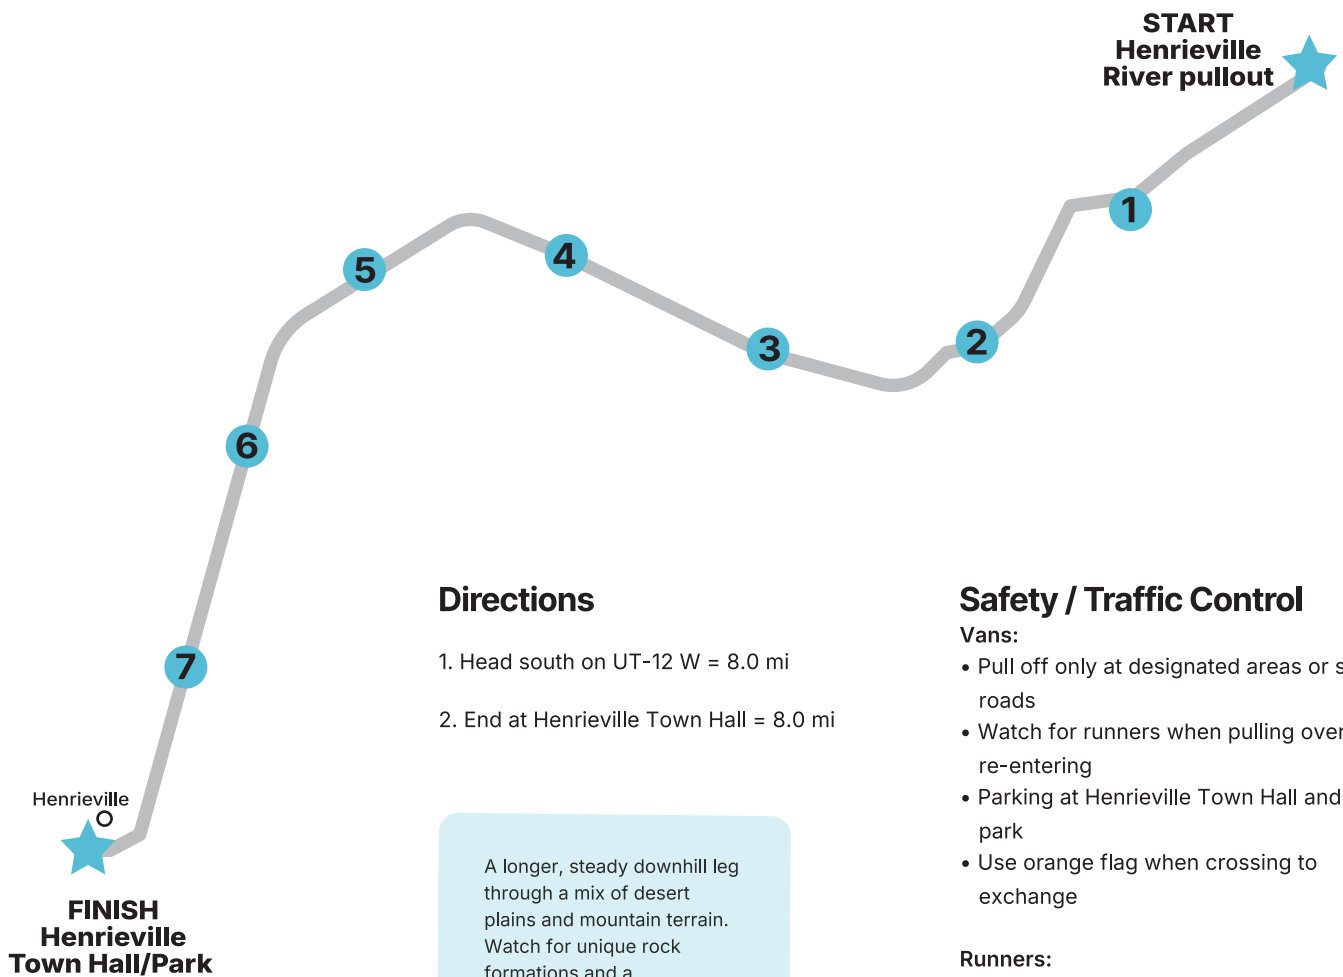 START
Henrieville
River pullout
1
2
3
4
5
6
7
Henrieville
FINISH
Henrieville
Town Hall/Park
Directions
1. Head south on UT-12 W = 8.0 mi
2. End at Henrieville Town Hall = 8.0 mi
A longer, steady downhill leg
through a mix of desert
plains and mountain terrain.
Watch for unique rock
formations and a
Safety / Traffic Control
Vans:
• Pull off only at designated areas or
roads
• Watch for runners when pulling over
re-entering
• Parking at Henrieville Town Hall and
park
• Use orange flag when crossing to
exchange
Runners: